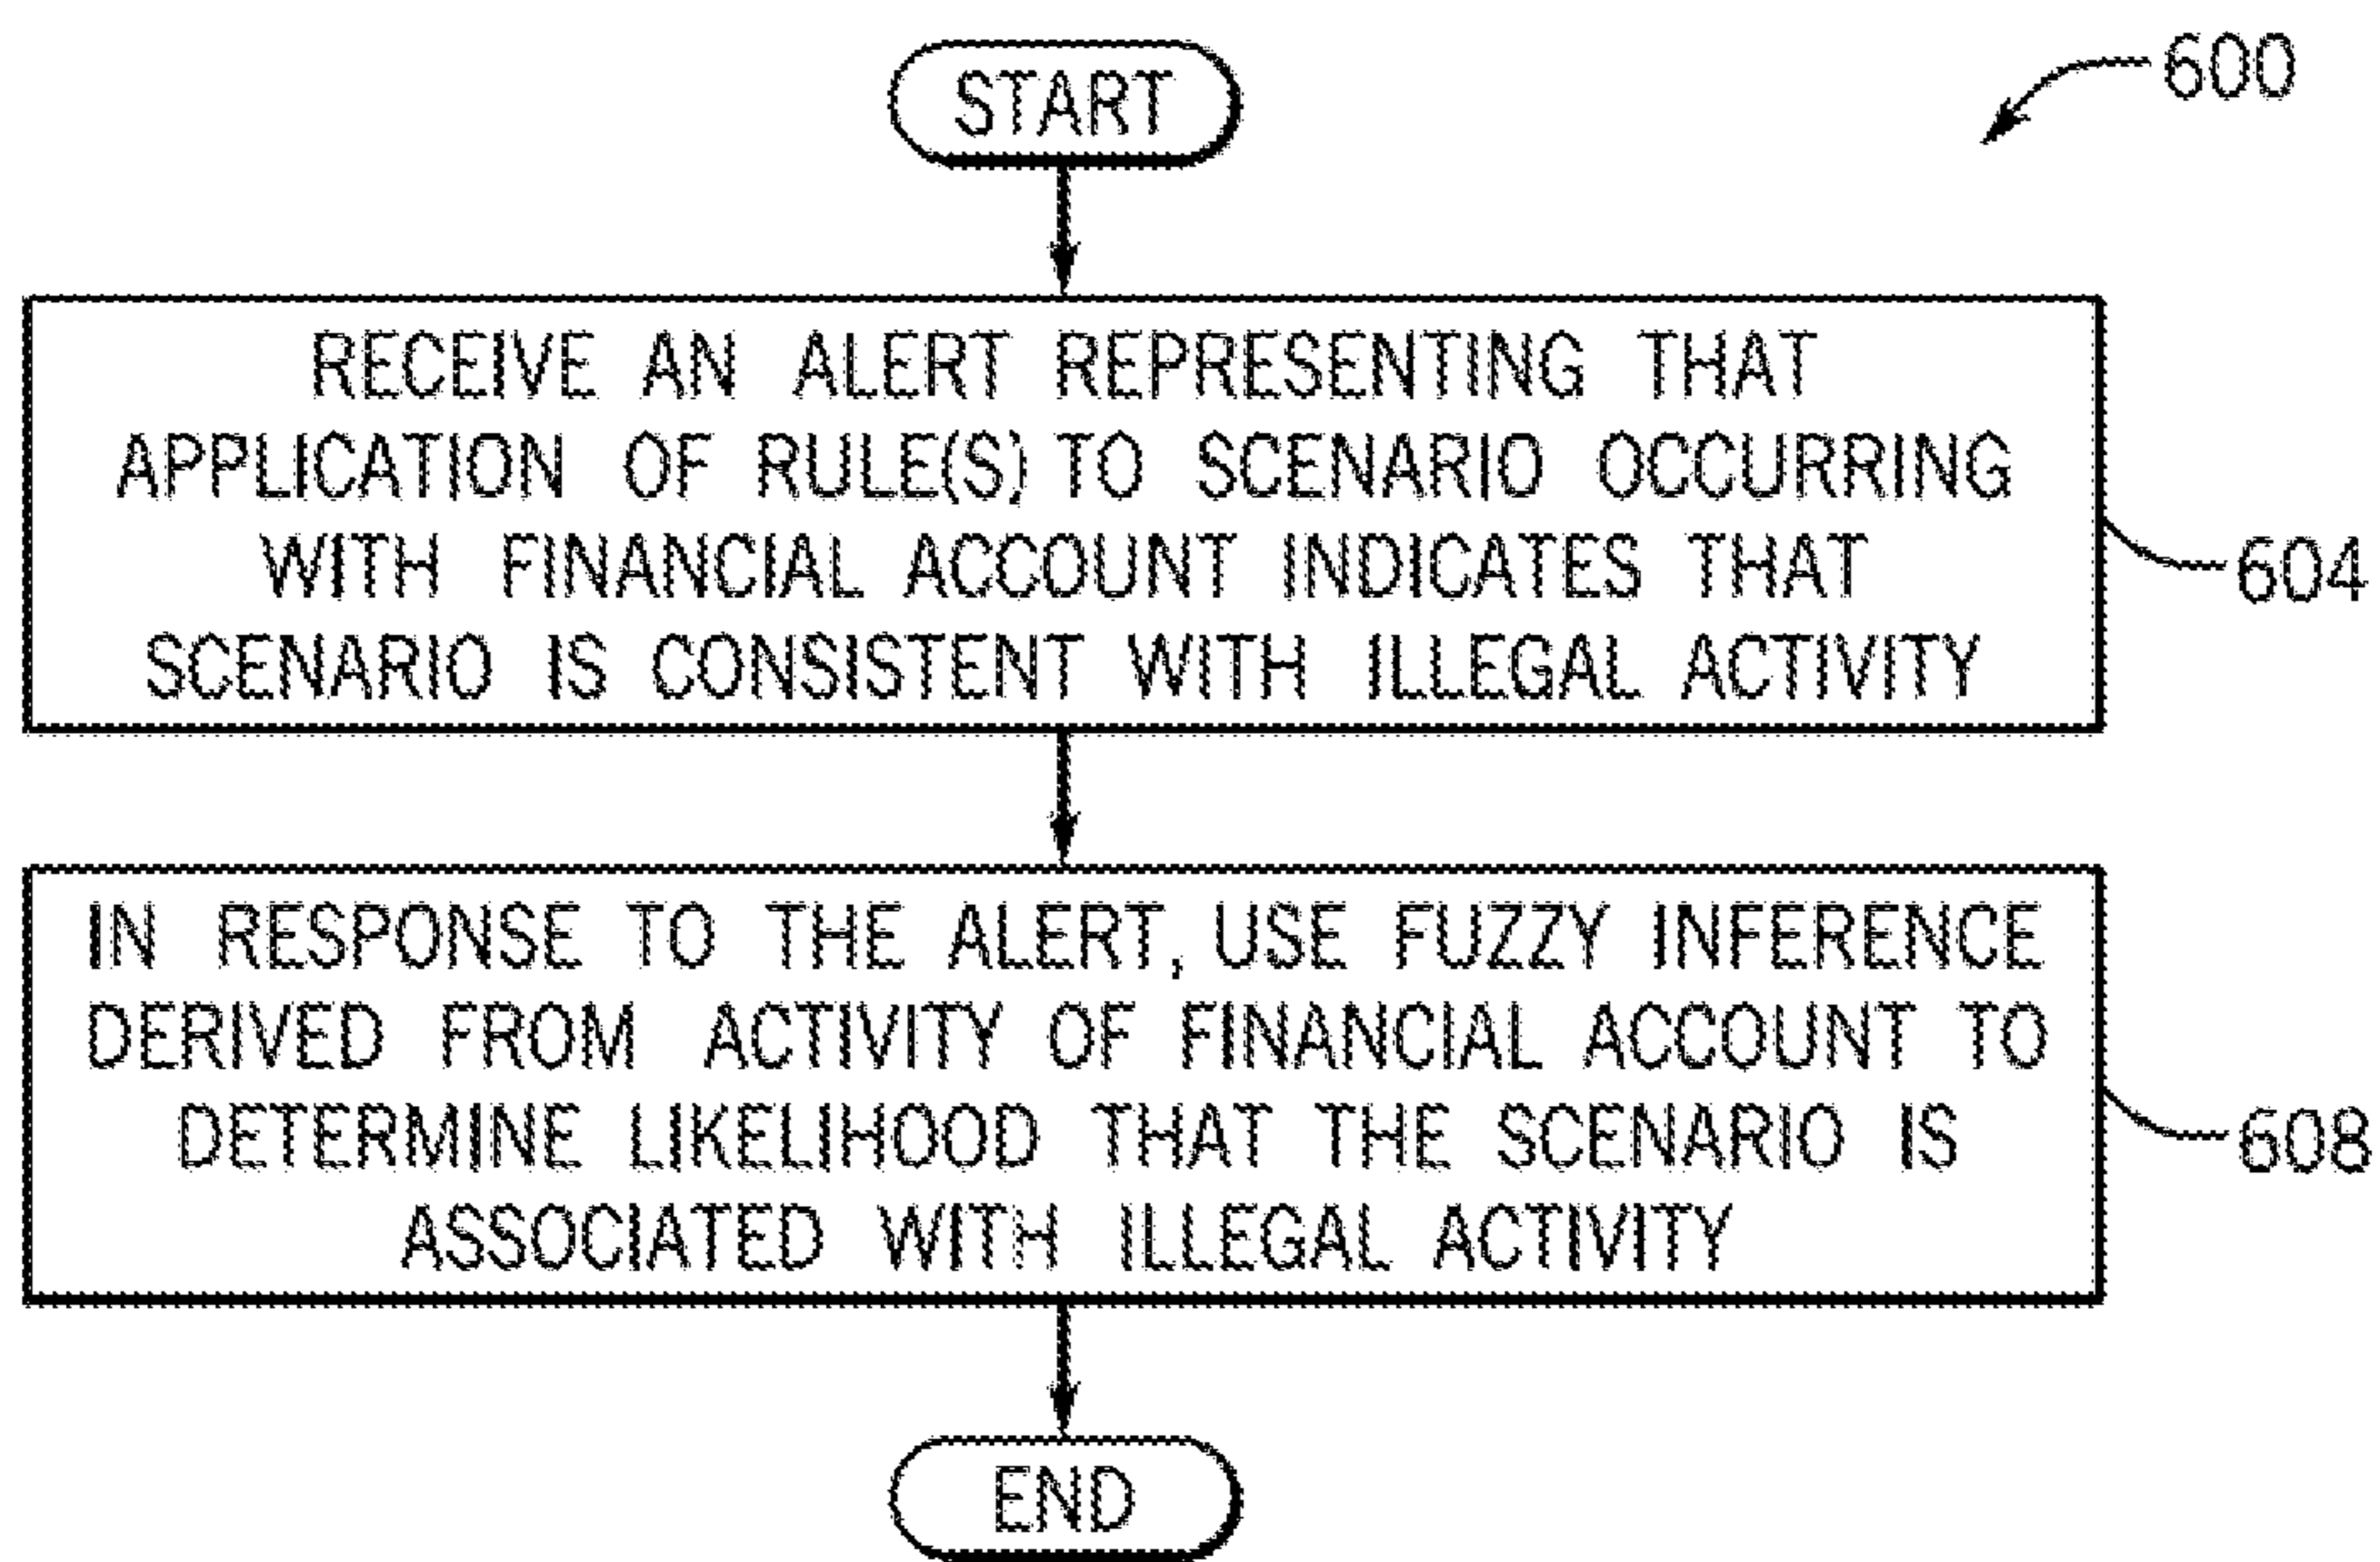 START
600
RECEIVE AN ALERT REPRESENTING THAT
APPLICATION OF RULE(S) TO SCENARIO OCCURRING
WITH FINANCIAL ACCOUNT INDICATES THAT
SCENARIO IS CONSISTENT WITH ILLEGAL ACTIVITY
604
IN RESPONSE TO THE ALERT, USE FUZZY INFERENCE
DERIVED FROM ACTIVITY OF FINANCIAL ACCOUNT TO
DETERMINE LIKELIHOOD THAT THE SCENARIO IS
ASSOCIATED WITH ILLEGAL ACTIVITY
608
END